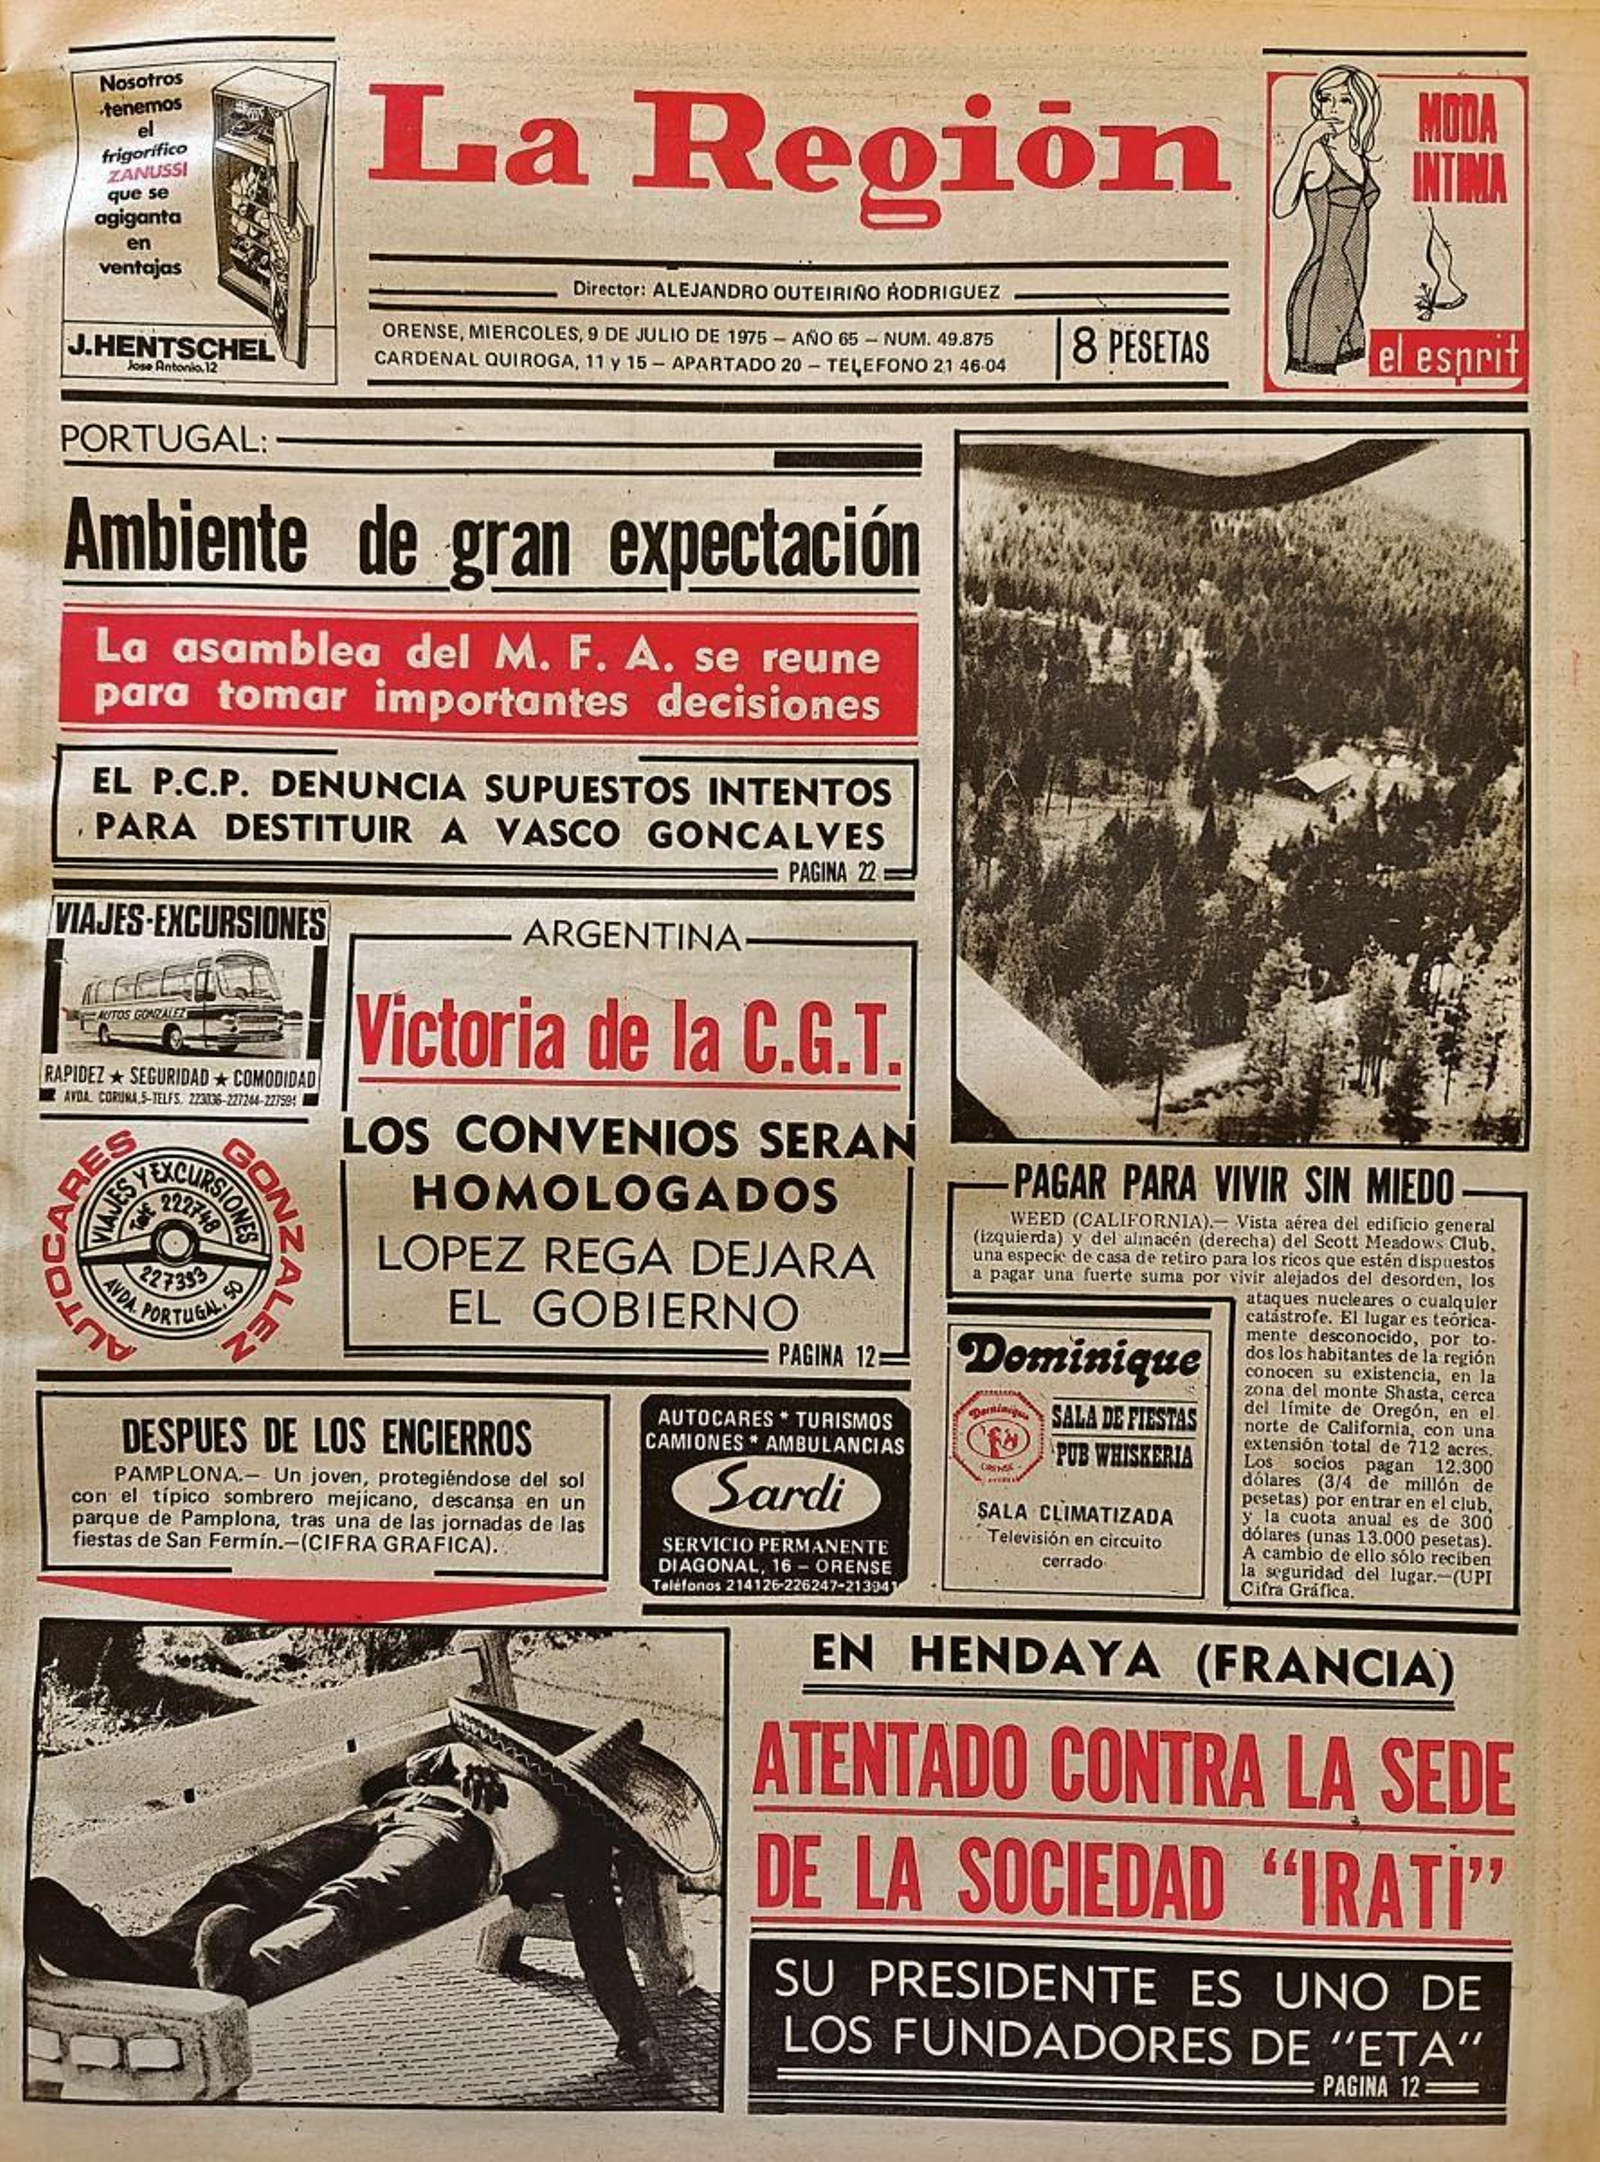 Nosotros
tenemos
el
frigorífico
ZANUSSI
que se
agiganta
en
ventajas
J.HENTSCHEL
Jose Antonio, 12
La Región
Director: ALEJANDRO OUTEIRIÑO RODRIGUEZ
ORENSE, MIERCOLES, 9 DE JULIO DE 1975 — AÑO 65 — NUM. 49.875
CARDENAL QUIROGA, 11 y 15 — APARTADO 20 — TELEFONO 21 46-04
8 PESETAS
MODA
INTIMA
el esprit
PORTUGAL:
Ambiente de gran expectación
La asamblea del M. F. A. se reune
para tomar importantes decisiones
EL P.C.P. DENUNCIA SUPUESTOS INTENTOS
PARA DESTITUIR A VASCO GONCALVES
PAGINA 22
VIAJES-EXCURSIONES
AUTOS GONZALEZ
RAPIDEZ ★ SEGURIDAD ★ COMODIDAD
AVDA. CORUÑA,5-TELFS. 223036-227244-227591
AUTOCARES GONZALEZ
VIAJES Y EXCURSIONES
222748
227393
AVDA. PORTUGAL, 50
ARGENTINA
Victoria de la C.G.T.
LOS CONVENIOS SERAN
HOMOLOGADOS
LOPEZ REGA DEJARA
EL GOBIERNO
PAGINA 12
PAGAR PARA VIVIR SIN MIEDO
WEED (CALIFORNIA).— Vista aérea del edificio general
(izquierda) y del almacén (derecha) del Scott Meadows Club,
una especie de casa de retiro para los ricos que estén dispuestos
a pagar una fuerte suma por vivir alejados del desorden, los
ataques nucleares o cualquier
catástrofe. El lugar es teórica-
mente desconocido, por to-
dos los habitantes de la región
conocen su existencia, en la
zona del monte Shasta, cerca
del límite de Oregón, en el
norte de California, con una
extensión total de 712 acres.
Los socios pagan 12.300
dólares (3/4 de millón de
pesetas) por entrar en el club,
y la cuota anual es de 300
dólares (unas 13.000 pesetas).
A cambio de ello sólo reciben
la seguridad del lugar.—(UPI
Cifra Gráfica.
Dominique
Dominique
ORENSE
SALA DE FIESTAS
PUB WHISKERIA
SALA CLIMATIZADA
Televisión en circuito
cerrado
DESPUES DE LOS ENCIERROS
PAMPLONA.— Un joven, protegiéndose del sol
con el típico sombrero mejicano, descansa en un
parque de Pamplona, tras una de las jornadas de las
fiestas de San Fermín.—(CIFRA GRAFICA).
AUTOCARES * TURISMOS
CAMIONES * AMBULANCIAS
Sardi
SERVICIO PERMANENTE
DIAGONAL, 16 — ORENSE
Teléfonos 214126-226247-213941
EN HENDAYA (FRANCIA)
ATENTADO CONTRA LA SEDE
DE LA SOCIEDAD "IRATI"
SU PRESIDENTE ES UNO DE
LOS FUNDADORES DE "ETA"
PAGINA 12